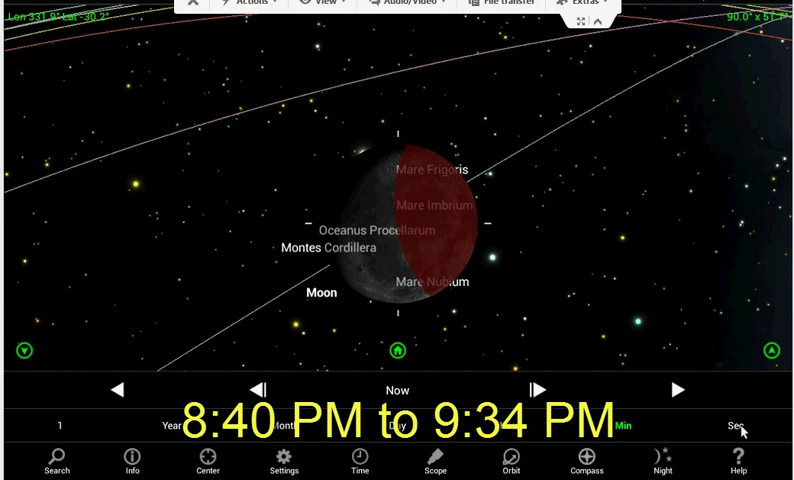 Actions View Audio/Video File transfer Extras
Lon 331.9° Lat -30.2°
90.0° x 51.7°
Mare Frigoris
Mare Imbrium
Oceanus Procellarum
Montes Cordillera
Mare Nubium
Moon
Now
8:40 PM to 9:34 PM
1 Year Month Day Min Sec
Search Info Center Settings Time Scope Orbit Compass Night Help